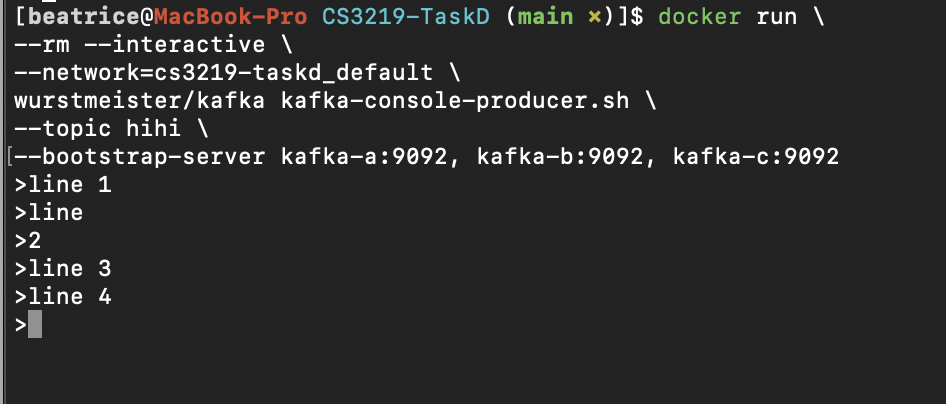 [beatrice@MacBook-Pro CS3219-TaskD (main ×)]$ docker run \
--rm --interactive \
--network=cs3219-taskd_default \
wurstmeister/kafka kafka-console-producer.sh \
--topic hihi \
[--bootstrap-server kafka-a:9092, kafka-b:9092, kafka-c:9092
>line 1
>line
>2
>line 3
>line 4
>